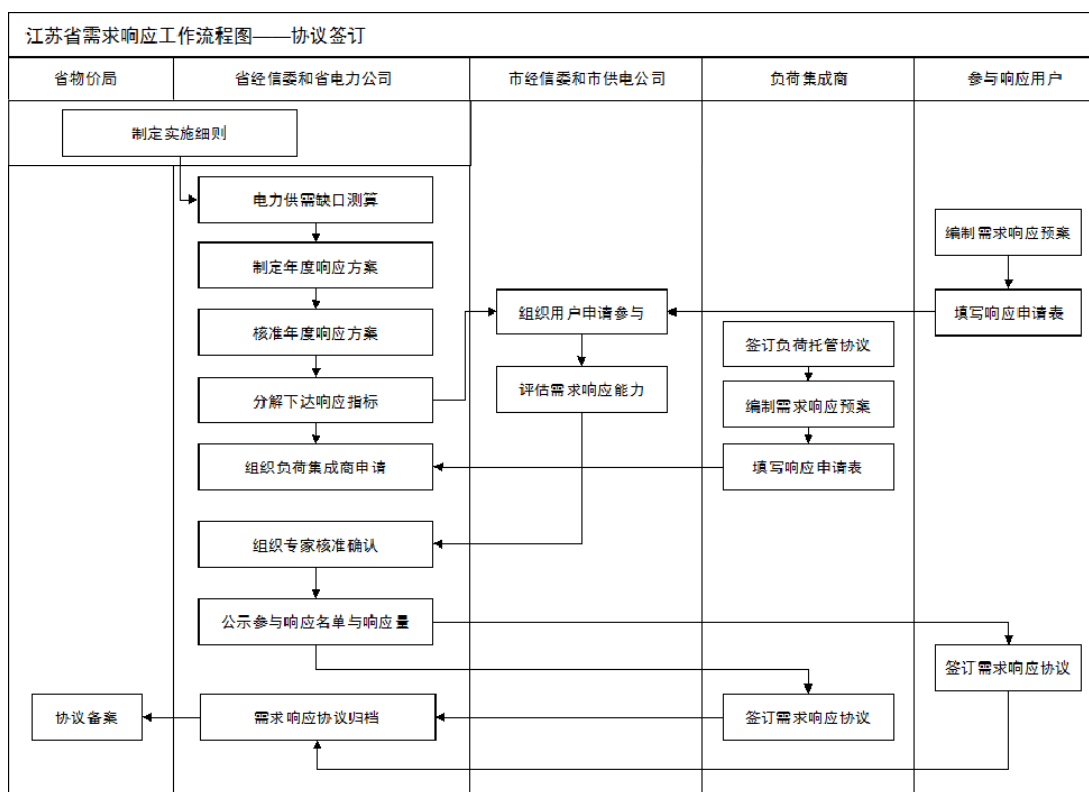 江苏省需求响应工作流程图——协议签订
省物价局
省经信委和省电力公司
市经信委和市供电公司
负荷集成商
参与响应用户
制定实施细则
电力供需缺口测算
制定年度响应方案
核准年度响应方案
分解下达响应指标
组织负荷集成商申请
组织专家核准确认
公示参与响应名单与响应量
需求响应协议归档
协议备案
组织用户申请参与
评估需求响应能力
签订负荷托管协议
编制需求响应预案
填写响应申请表
签订需求响应协议
编制需求响应预案
填写响应申请表
签订需求响应协议